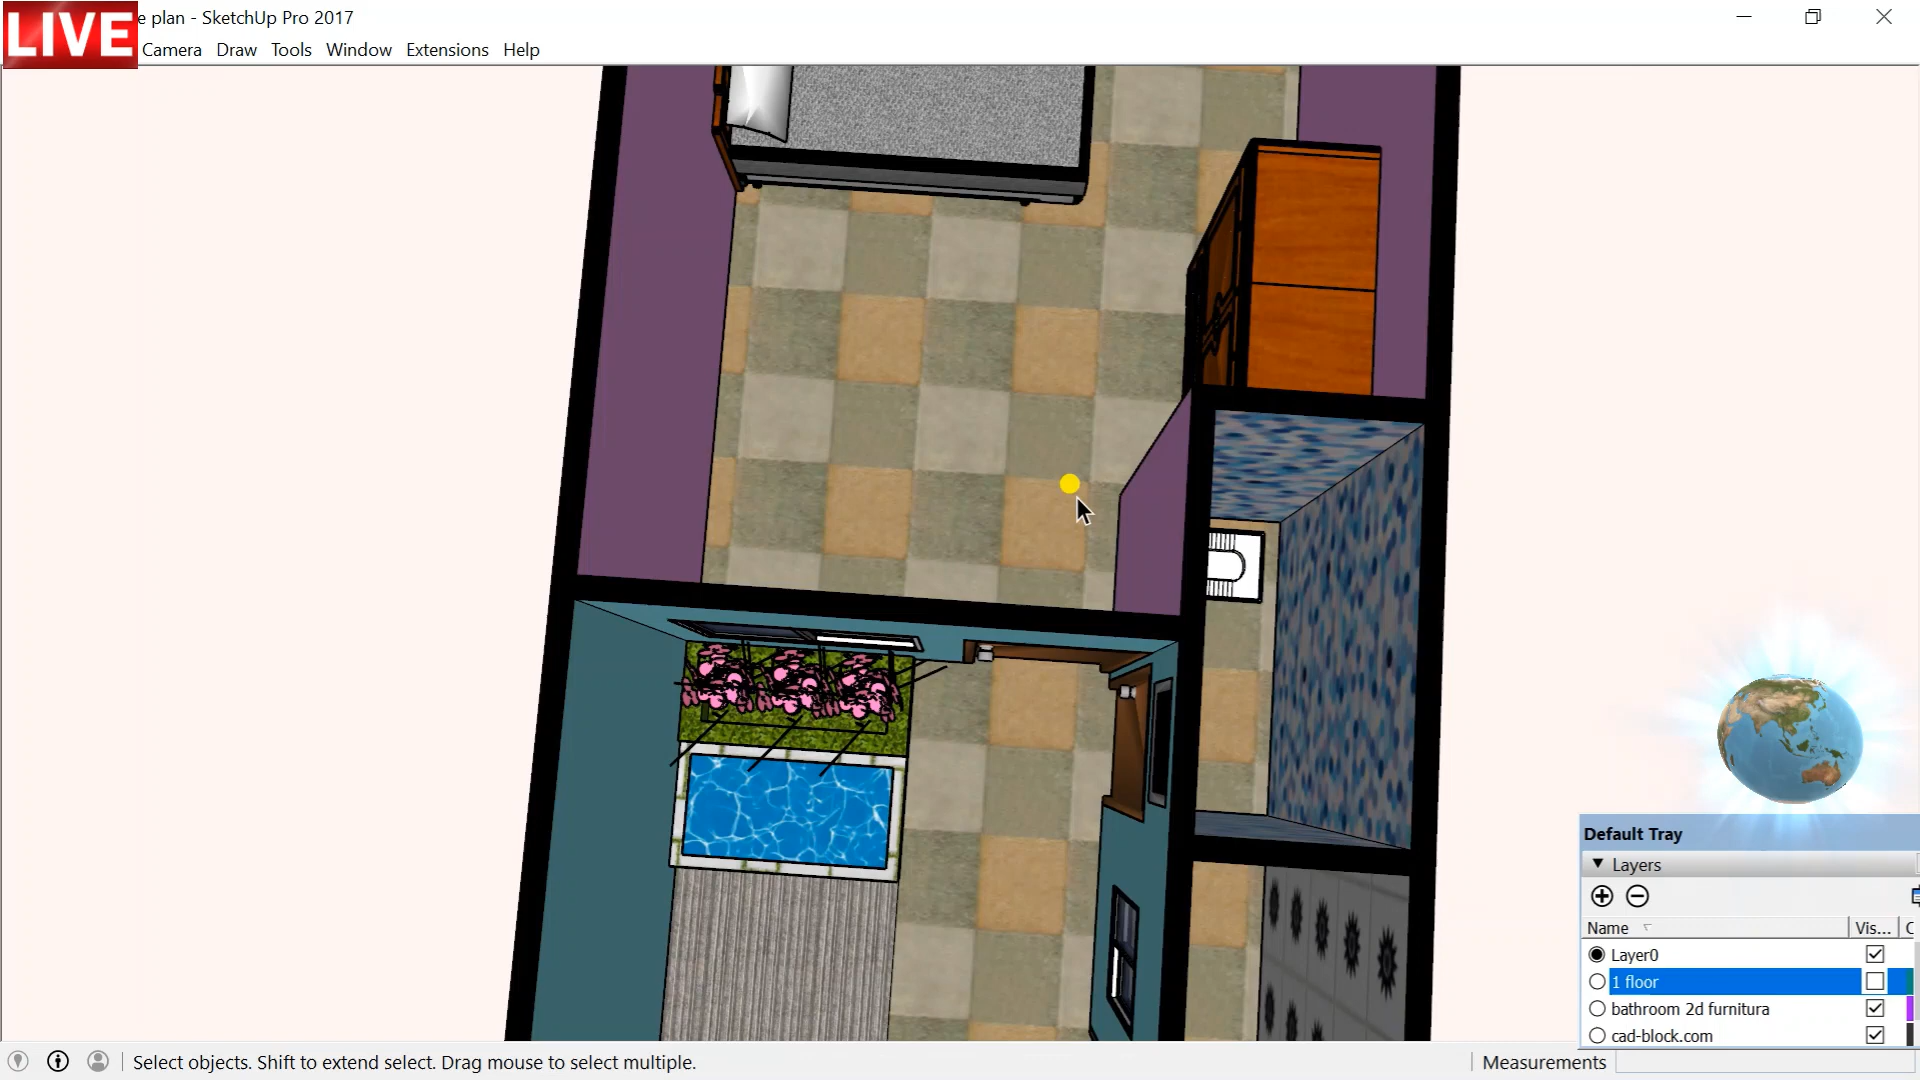 LIVE
e plan - SketchUp Pro 2017
Camera Draw Tools Window Extensions Help
Default Tray
Layers
Name Vis... C
Layer0
1 floor
bathroom 2d furnitura
cad-block.com
Select objects. Shift to extend select. Drag mouse to select multiple.
Measurements